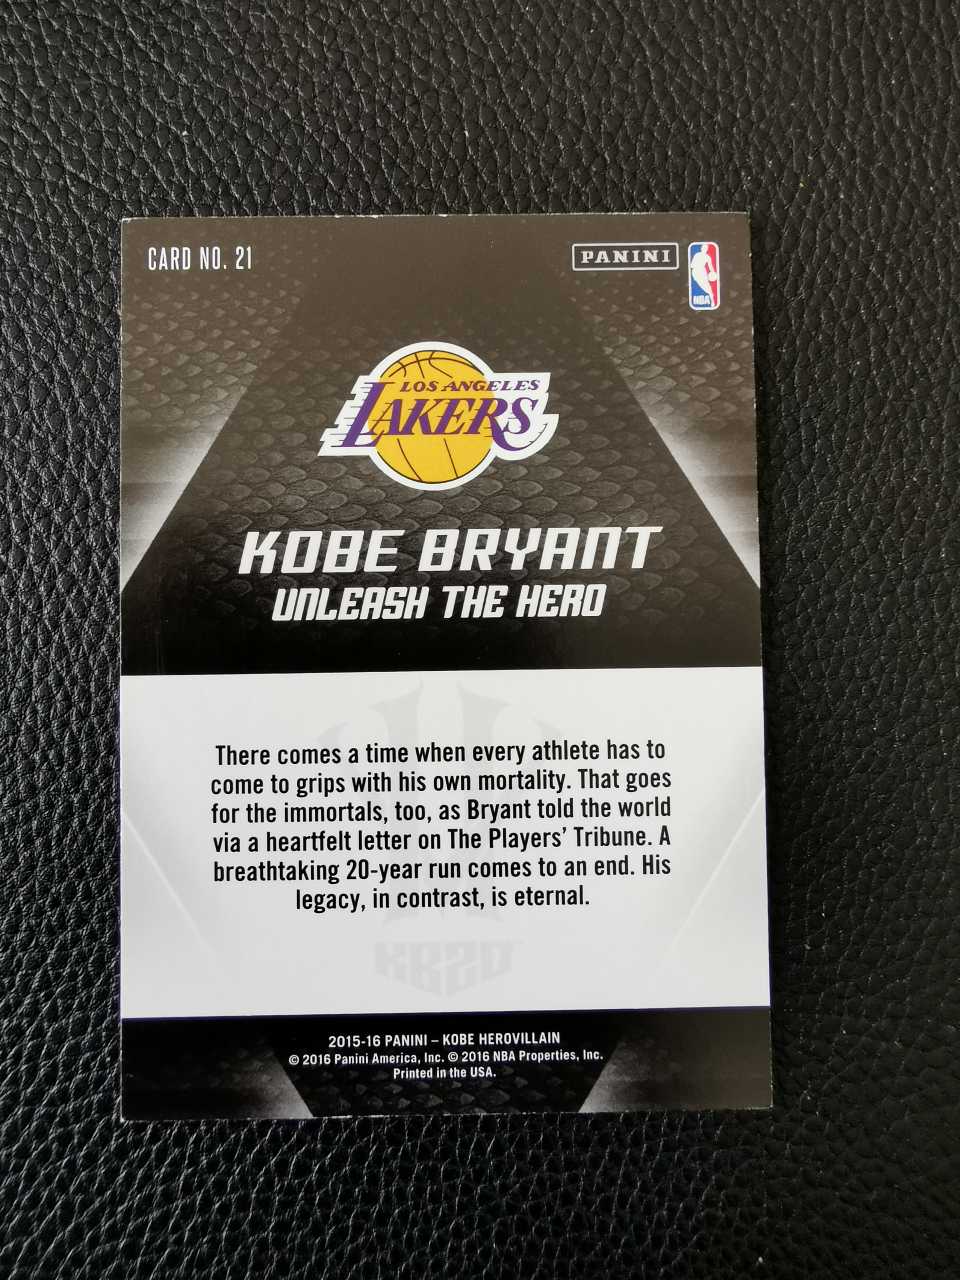 CARD NO. 21
PANINI
NBA
LOS ANGELES
LAKERS
KOBE BRYANT
UNLEASH THE HERO
There comes a time when every athlete has to
come to grips with his own mortality. That goes
for the immortals, too, as Bryant told the world
via a heartfelt letter on The Players’ Tribune. A
breathtaking 20-year run comes to an end. His
legacy, in contrast, is eternal.
KB20
2015-16 PANINI – KOBE HEROVILLAIN
© 2016 Panini America, Inc. © 2016 NBA Properties, Inc.
Printed in the USA.